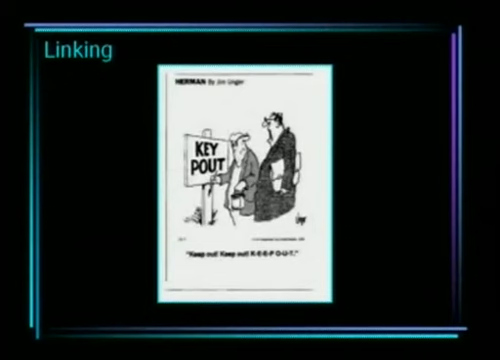 Linking
HERMAN By Jim Unger
KEY
POUT
"Keep out! Keep out! K-E-E-P O-U-T."